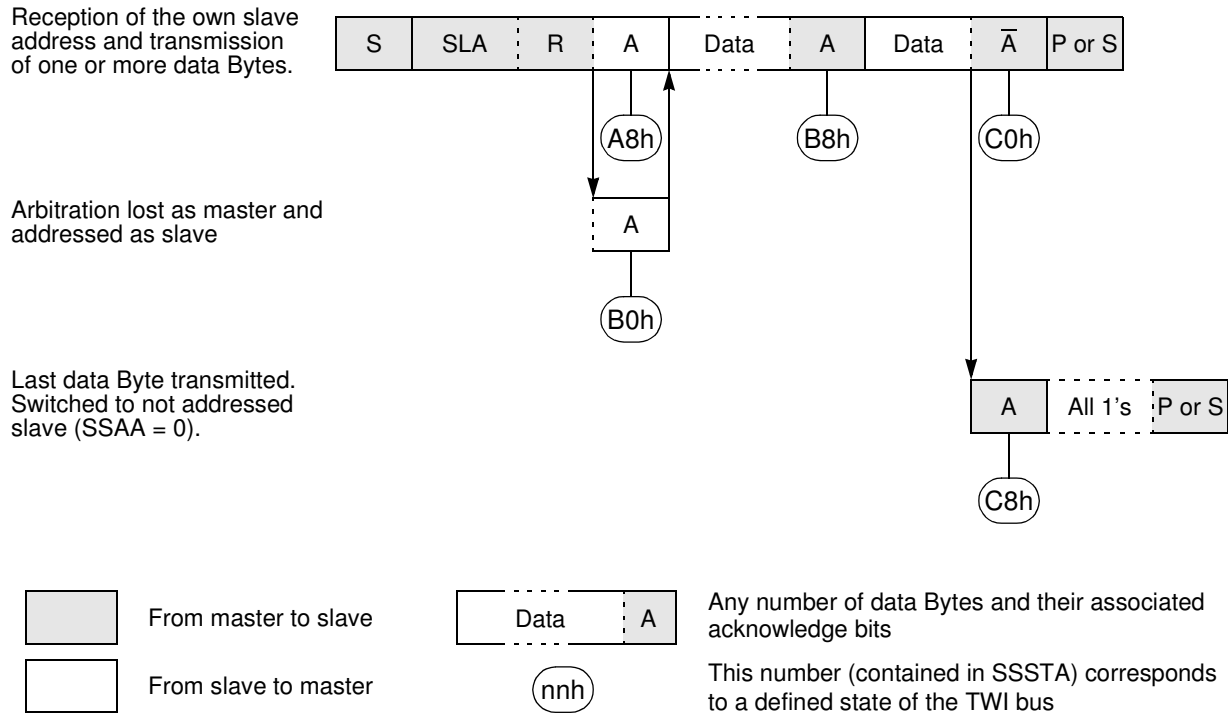 Reception of the own slave
address and transmission
of one or more data Bytes.
S SLA R A Data A Data A̅ P or S
A8h B8h C0h
Arbitration lost as master and
addressed as slave
A
B0h
Last data Byte transmitted.
Switched to not addressed
slave (SSAA = 0).
A All 1's P or S
C8h
From master to slave
Data A
Any number of data Bytes and their associated
acknowledge bits
From slave to master
nnh
This number (contained in SSSTA) corresponds
to a defined state of the TWI bus